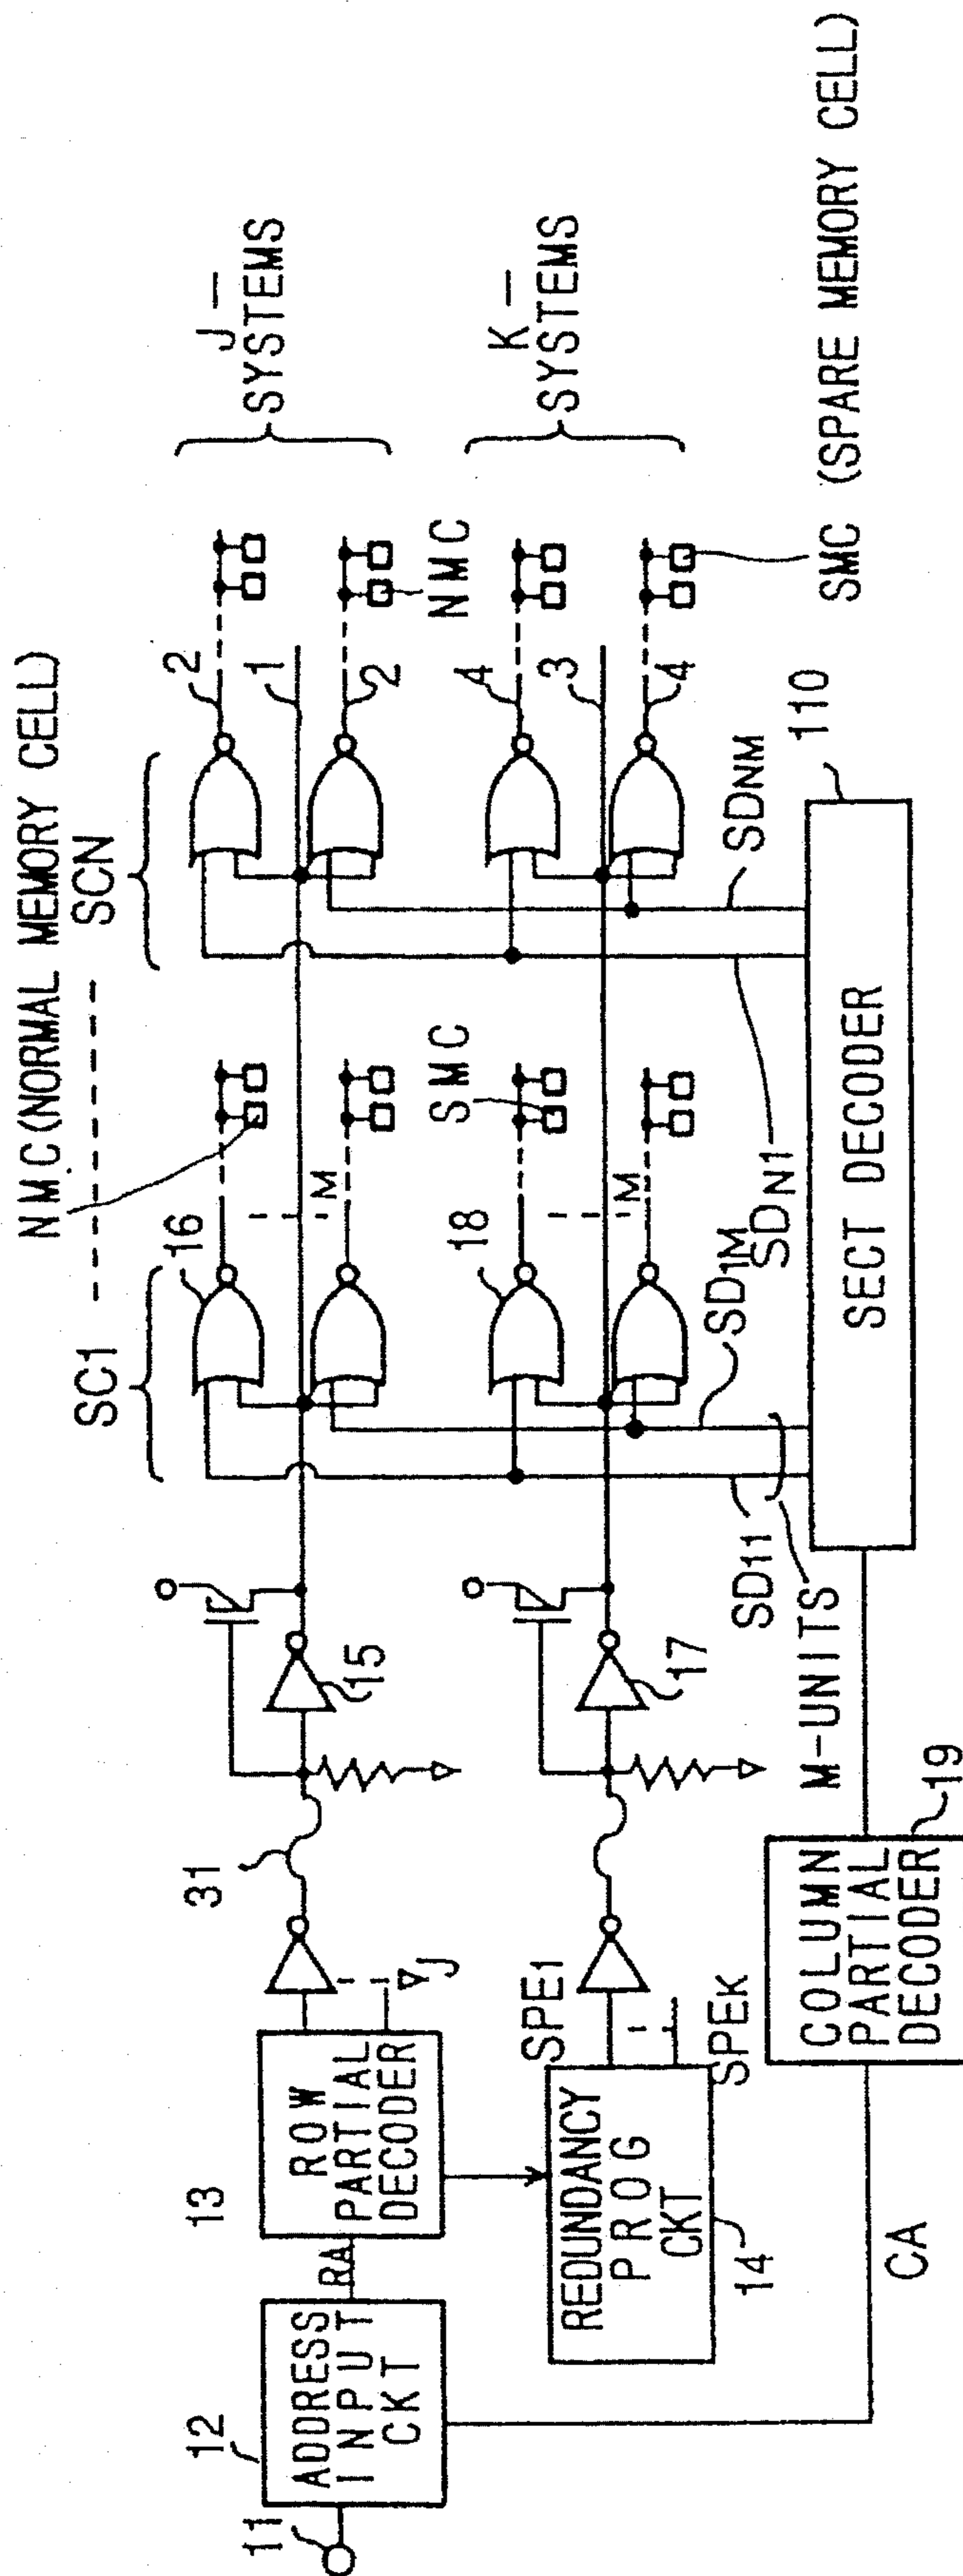 NMC(NORMAL MEMORY CELL)
SC1
SCN
16
2
1
2
J-
SYSTEMS
NMC
M
18
SMC
4
3
4
K-
SYSTEMS
M
SMC (SPARE MEMORY CELL)
11
12
ADDRESS
INPUT
CKT
RA
13
ROW
PARTIAL
DECODER
J
31
15
REDUNDANCY
PROG
CKT
14
SPE1
SPEK
17
CA
COLUMN
PARTIAL
DECODER
19
M-UNITS
SD11
SD1M
SDN1
SDNM
SECT DECODER
110